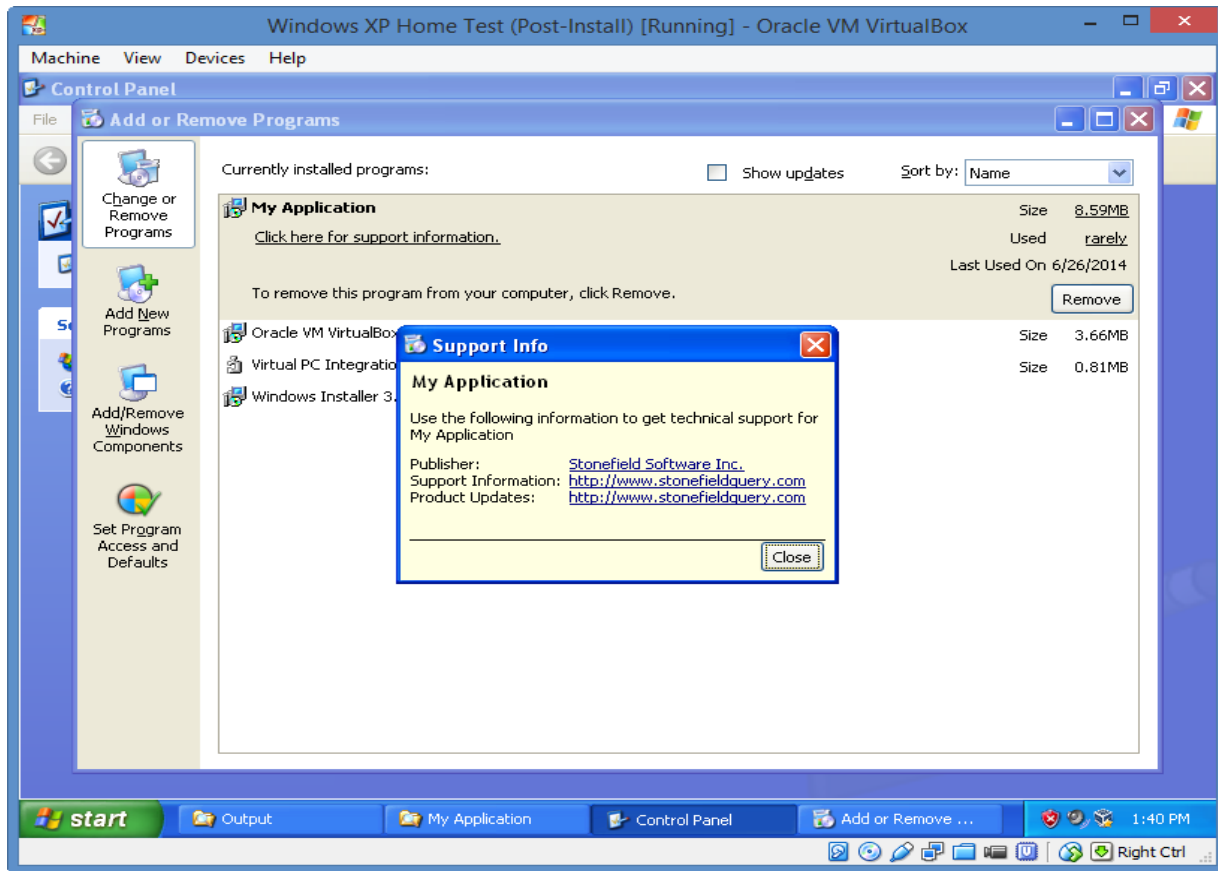 Windows XP Home Test (Post-Install) [Running] - Oracle VM VirtualBox
Machine View Devices Help
Control Panel
File
Add or Remove Programs
Change or
Remove
Programs
Add New
Programs
Add/Remove
Windows
Components
Set Program
Access and
Defaults
Currently installed programs:
Show updates
Sort by: Name
My Application
Size 8.59MB
Click here for support information.
Used rarely
Last Used On 6/26/2014
To remove this program from your computer, click Remove.
Remove
Oracle VM VirtualBox
Size 3.66MB
Virtual PC Integratio
Size 0.81MB
Windows Installer 3.
Support Info
My Application
Use the following information to get technical support for
My Application
Publisher: Stonefield Software Inc.
Support Information: http://www.stonefieldquery.com
Product Updates: http://www.stonefieldquery.com
Close
start
Output
My Application
Control Panel
Add or Remove ...
1:40 PM
Right Ctrl